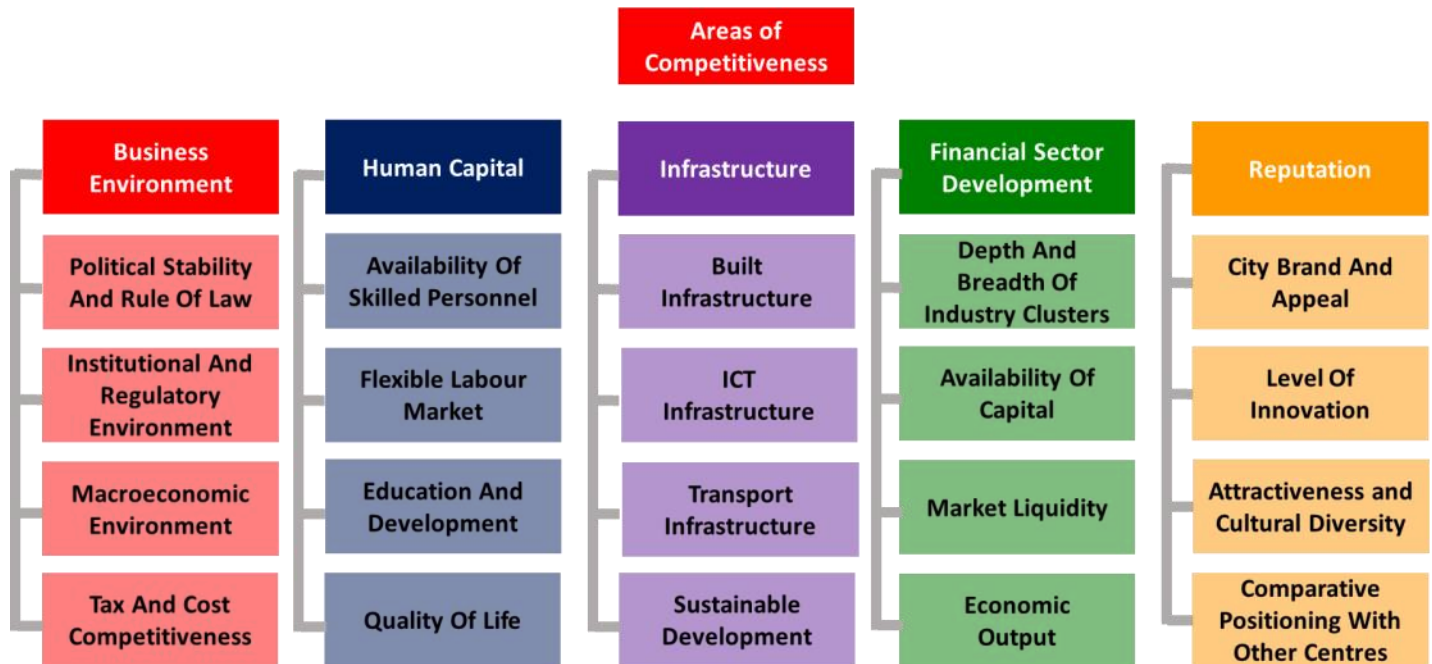 Areas of
Competitiveness
Business
Environment
Human Capital
Infrastructure
Financial Sector
Development
Reputation
Political Stability
And Rule Of Law
Availability Of
Skilled Personnel
Built
Infrastructure
Depth And
Breadth Of
Industry Clusters
City Brand And
Appeal
Institutional And
Regulatory
Environment
Flexible Labour
Market
ICT
Infrastructure
Availability Of
Capital
Level Of
Innovation
Macroeconomic
Environment
Education And
Development
Transport
Infrastructure
Market Liquidity
Attractiveness and
Cultural Diversity
Tax And Cost
Competitiveness
Quality Of Life
Sustainable
Development
Economic
Output
Comparative
Positioning With
Other Centres